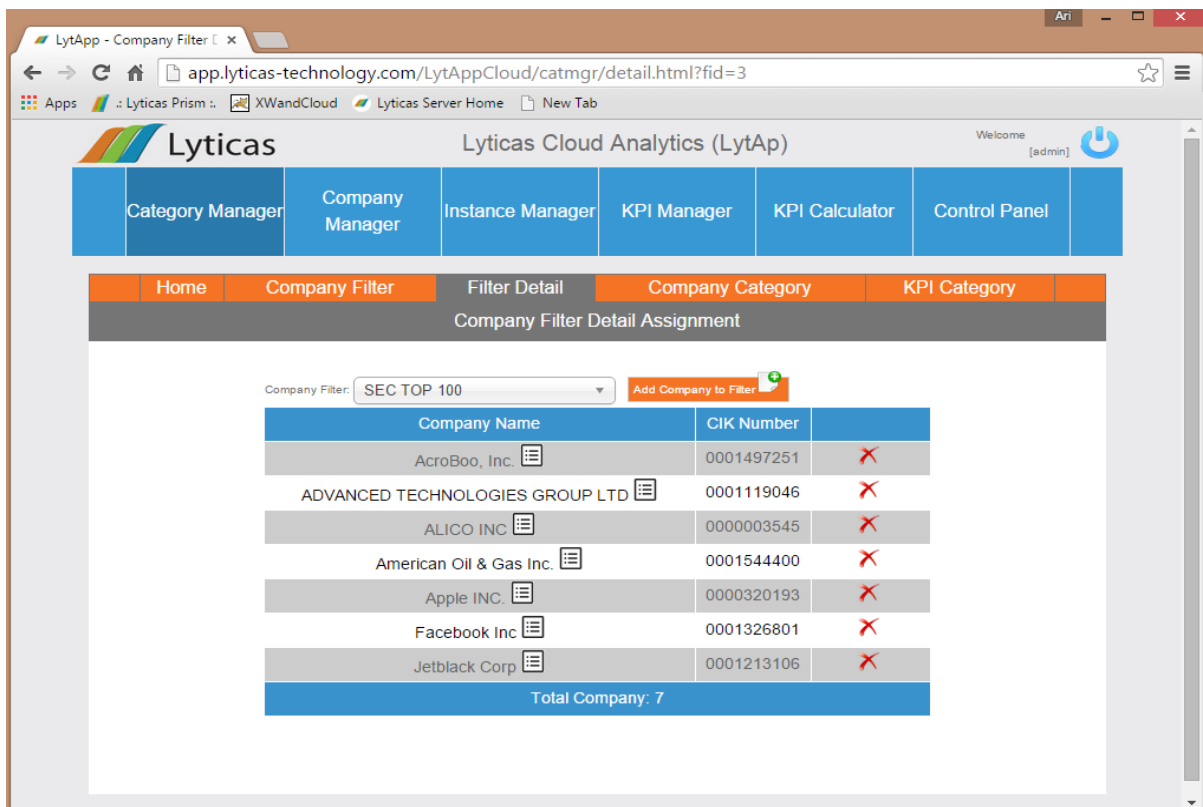 Ari
LytApp - Company Filter D
app.lyticas-technology.com/LytAppCloud/catmgr/detail.html?fid=3
Apps .: Lyticas Prism :. XWandCloud Lyticas Server Home New Tab
Lyticas Lyticas Cloud Analytics (LytAp) Welcome
[admin]
Category Manager Company Manager Instance Manager KPI Manager KPI Calculator Control Panel
Home Company Filter Filter Detail Company Category KPI Category
Company Filter Detail Assignment
Company Filter: SEC TOP 100 Add Company to Filter
Company Name CIK Number
AcroBoo, Inc. 0001497251
ADVANCED TECHNOLOGIES GROUP LTD 0001119046
ALICO INC 0000003545
American Oil & Gas Inc. 0001544400
Apple INC. 0000320193
Facebook Inc 0001326801
Jetblack Corp 0001213106
Total Company: 7